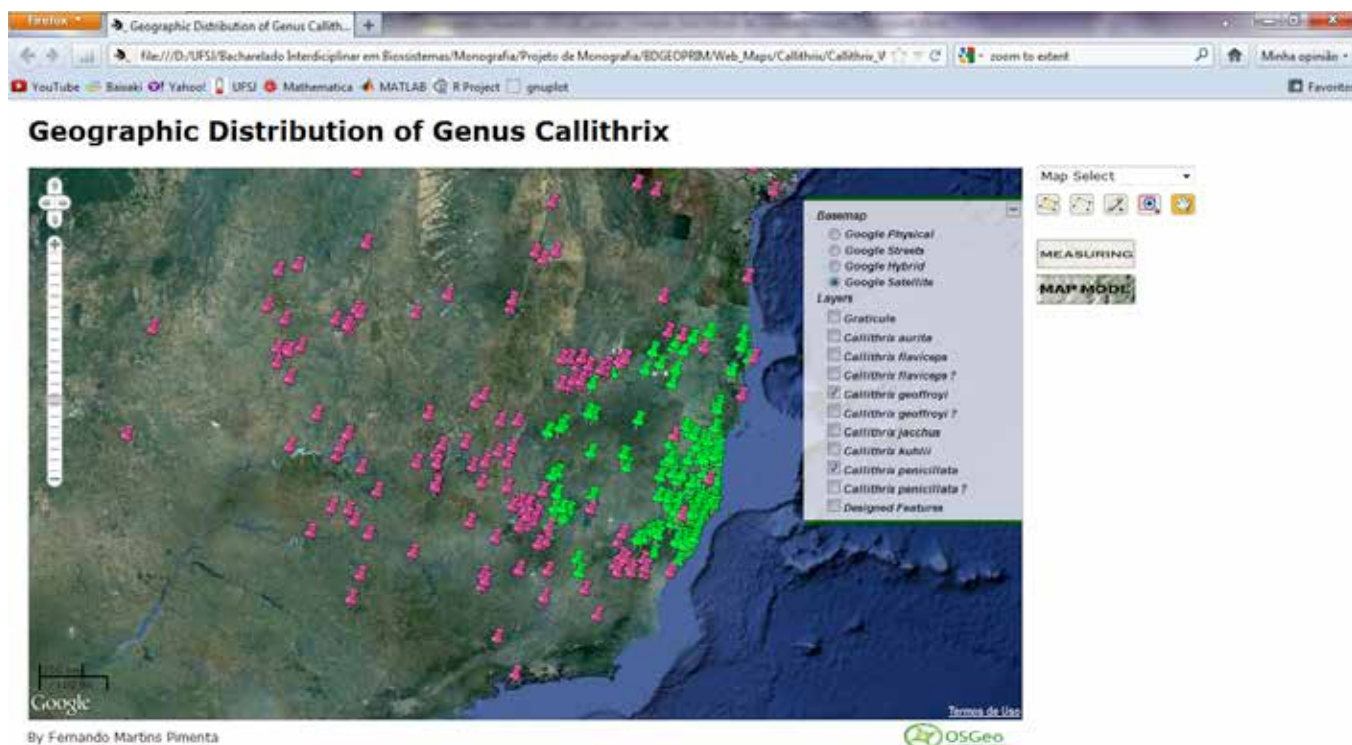 Firefox
Geographic Distribution of Genus Callith...
file:///D:/UFSJ/Bacharelado Interdisciplinar em Biossistemas/Monografia/Projeto de Monografia/BDGEOPRIM/Web_Maps/Callithrix/Callithrix_V
zoom to extent
Minha opinião
YouTube Baixaki Yahoo! UFSJ Mathematica MATLAB R Project gnuplot
Favorites
Geographic Distribution of Genus Callithrix
Map Select
MEASURING
MAP MODE
Basemap
Google Physical
Google Streets
Google Hybrid
Google Satellite
Layers
Graticule
Callithrix aurita
Callithrix flaviceps
Callithrix flaviceps ?
Callithrix geoffroyi
Callithrix geoffroyi ?
Callithrix jacchus
Callithrix kuhlii
Callithrix penicillata
Callithrix penicillata ?
Designed Features
Google
Termos de Uso
By Fernando Martins Pimenta
OSGeo